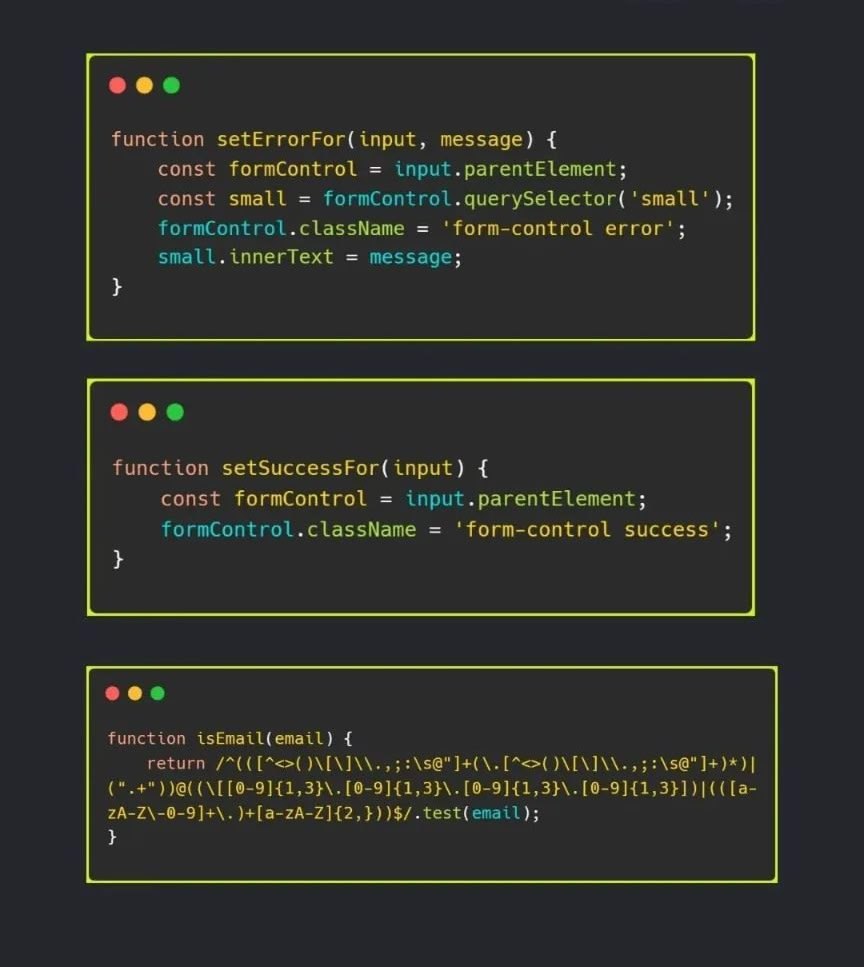 function setErrorFor(input, message) {
    const formControl = input.parentElement;
    const small = formControl.querySelector('small');
    formControl.className = 'form-control error';
    small.innerText = message;
}
function setSuccessFor(input) {
    const formControl = input.parentElement;
    formControl.className = 'form-control success';
}
function isEmail(email) {
    return /^(([^<>()\[\]\\.,;:\s@"]+(\.[^<>()\[\]\\.,;:\s@"]+)*)|
(".+"))@((\[[0-9]{1,3}\.[0-9]{1,3}\.[0-9]{1,3}\.[0-9]{1,3}])|(([a-
zA-Z\-0-9]+\.)+[a-zA-Z]{2,}))$/.test(email);
}